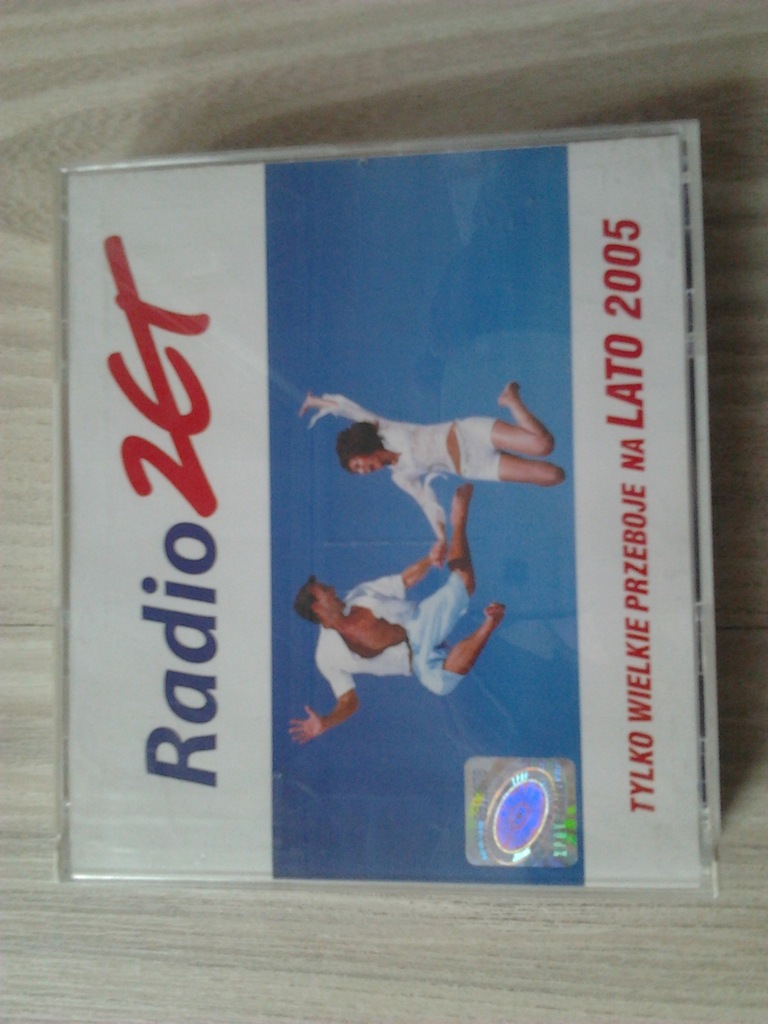 Radio ZET
TYLKO WIELKIE PRZEBOJE NA LATO 2005